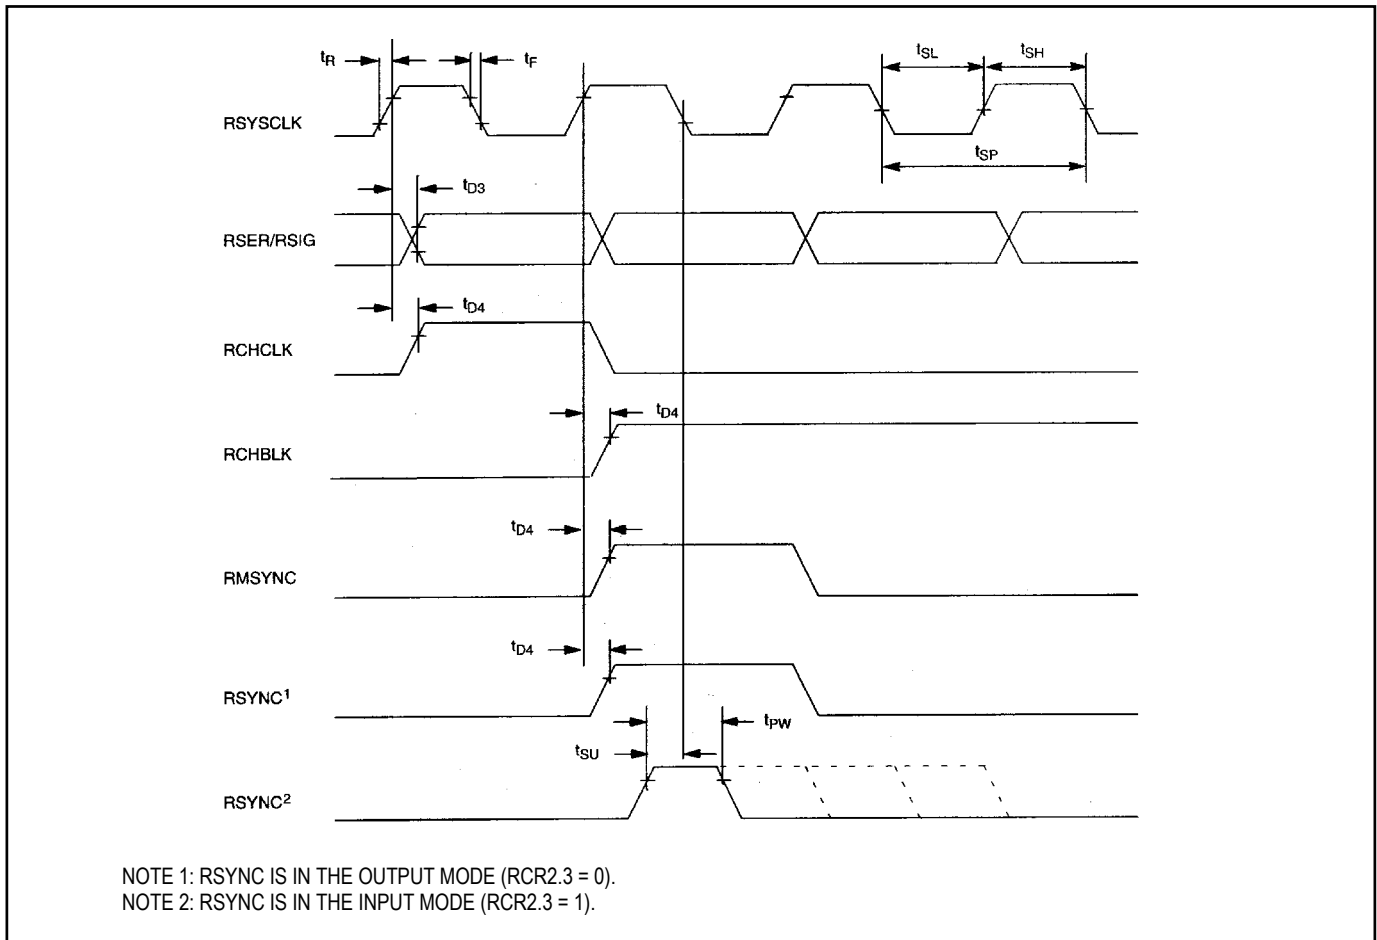 tR tF tSL tSH
RSYSCLK
tSP
tD3
RSER/RSIG
tD4
RCHCLK
tD4
RCHBLK
tD4
RMSYNC
tD4
RSYNC1
tPW
tSU
RSYNC2
NOTE 1: RSYNC IS IN THE OUTPUT MODE (RCR2.3 = 0).
NOTE 2: RSYNC IS IN THE INPUT MODE (RCR2.3 = 1).